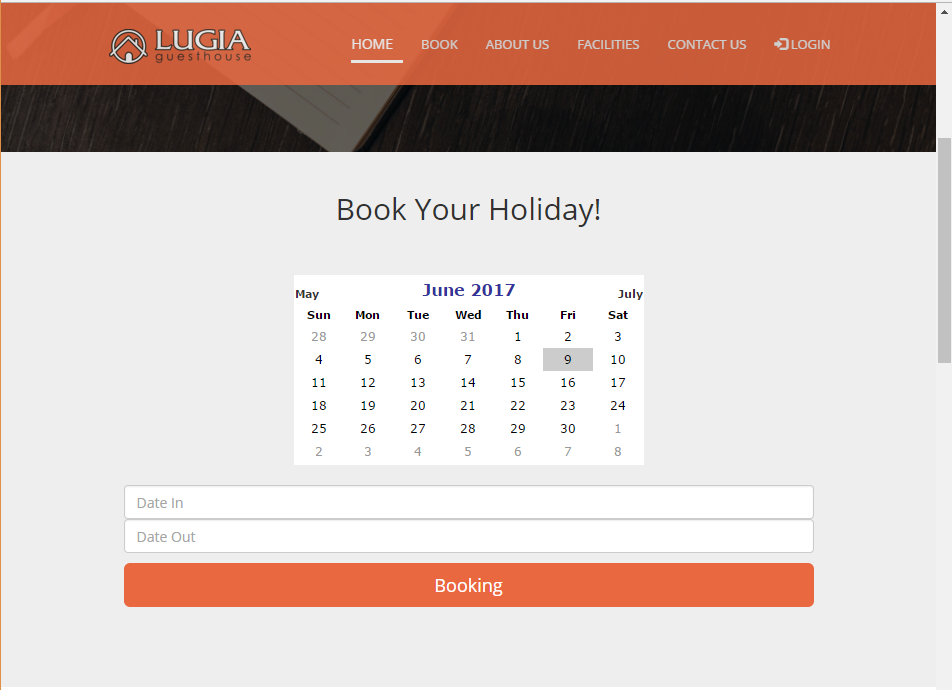 LUGIA
guesthouse
HOME BOOK ABOUT US FACILITIES CONTACT US LOGIN
Book Your Holiday!
May June 2017 July
Sun Mon Tue Wed Thu Fri Sat
28 29 30 31 1 2 3
4 5 6 7 8 9 10
11 12 13 14 15 16 17
18 19 20 21 22 23 24
25 26 27 28 29 30 1
2 3 4 5 6 7 8
Date In
Date Out
Booking